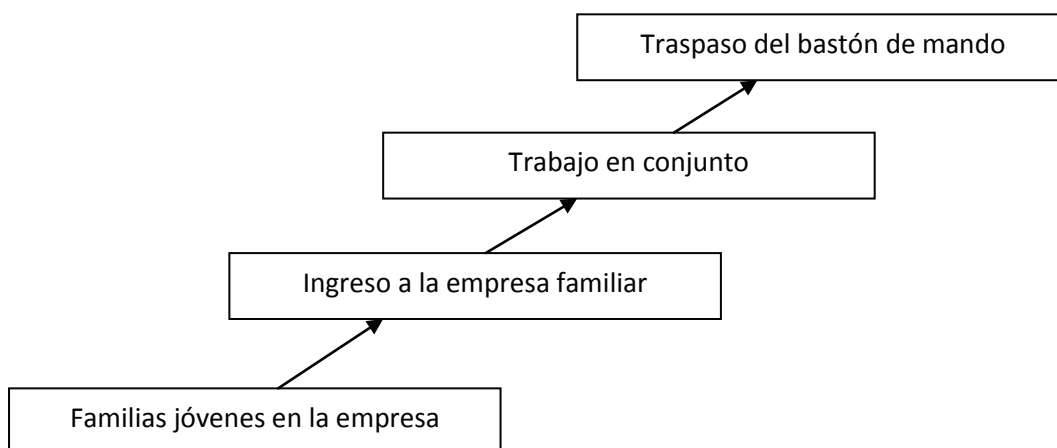 Traspaso del bastón de mando
Trabajo en conjunto
Ingreso a la empresa familiar
Familias jóvenes en la empresa